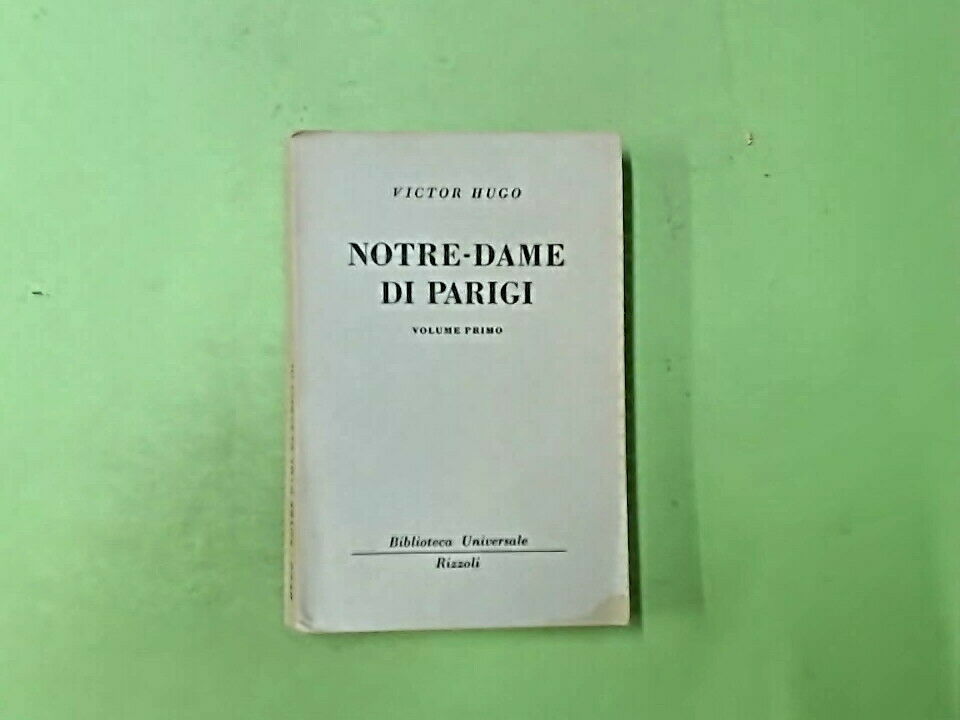 VICTOR HUGO
NOTRE-DAME
DI PARIGI
VOLUME PRIMO
Biblioteca Universale
Rizzoli